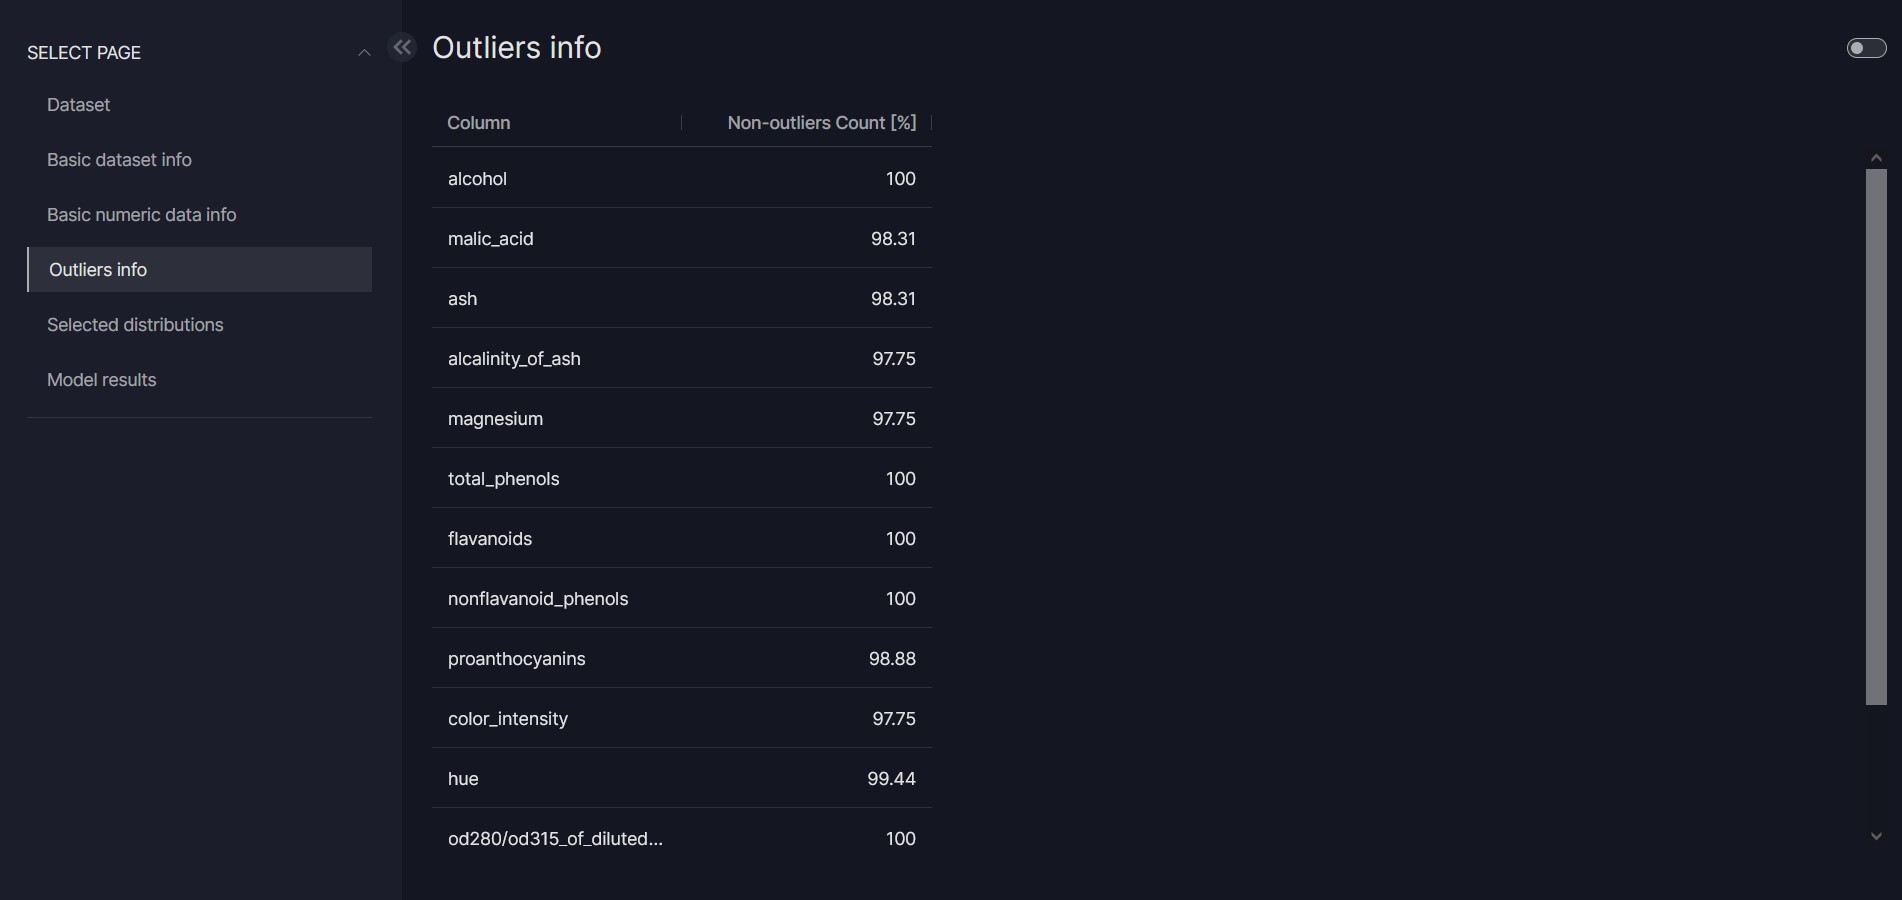 SELECT PAGE
Dataset
Basic dataset info
Basic numeric data info
Outliers info
Selected distributions
Model results
Outliers info
Column Non-outliers Count [%]
alcohol 100
malic_acid 98.31
ash 98.31
alcalinity_of_ash 97.75
magnesium 97.75
total_phenols 100
flavanoids 100
nonflavanoid_phenols 100
proanthocyanins 98.88
color_intensity 97.75
hue 99.44
od280/od315_of_diluted... 100